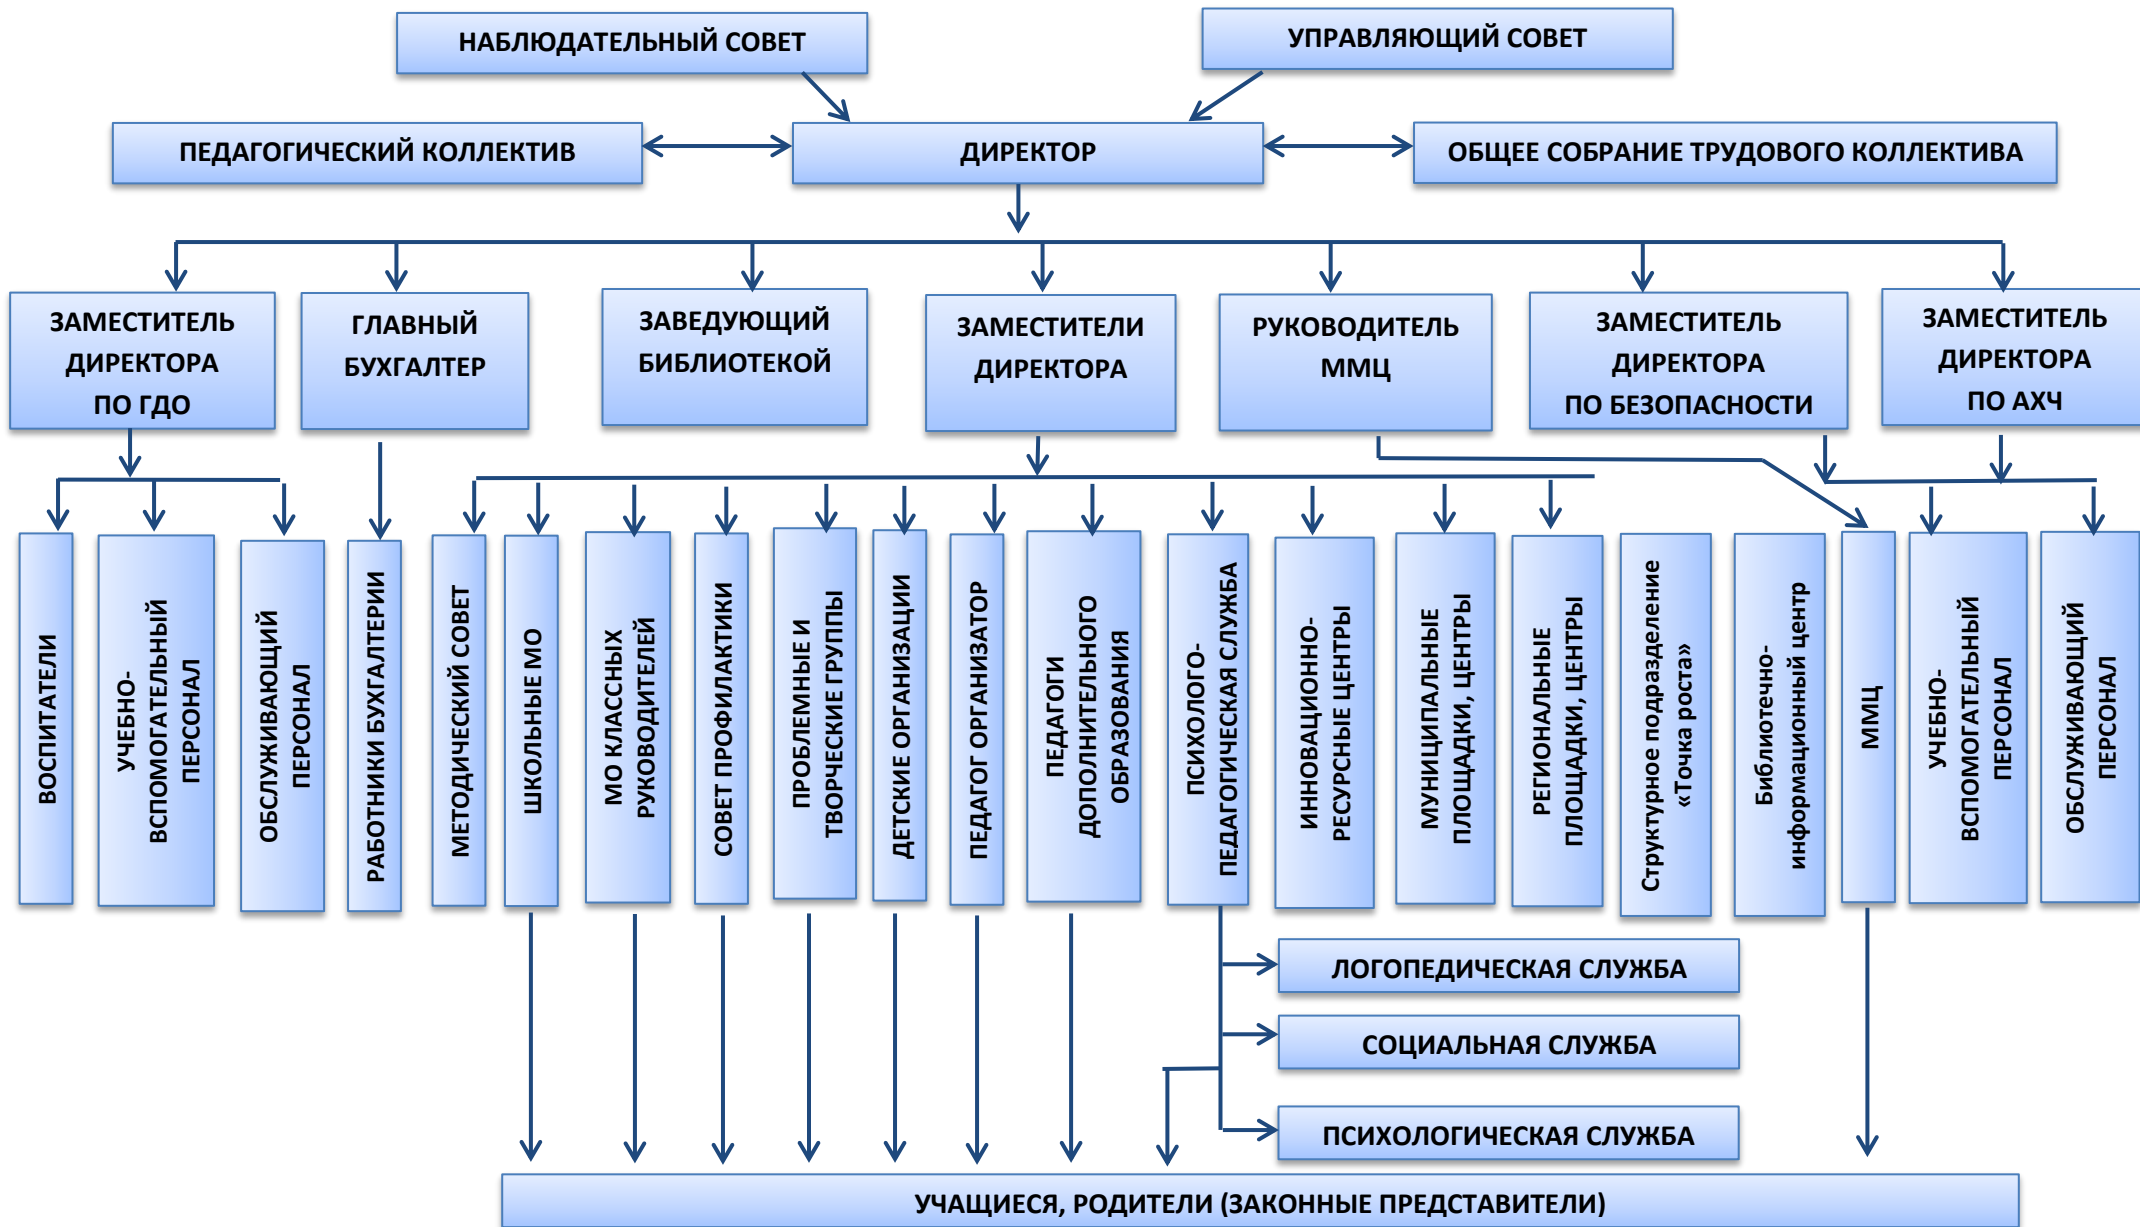 НАБЛЮДАТЕЛЬНЫЙ СОВЕТ
УПРАВЛЯЮЩИЙ СОВЕТ
ПЕДАГОГИЧЕСКИЙ КОЛЛЕКТИВ
ДИРЕКТОР
ОБЩЕЕ СОБРАНИЕ ТРУДОВОГО КОЛЛЕКТИВА
ЗАМЕСТИТЕЛЬ
ДИРЕКТОРА
ПО ГДО
ГЛАВНЫЙ
БУХГАЛТЕР
ЗАВЕДУЮЩИЙ
БИБЛИОТЕКОЙ
ЗАМЕСТИТЕЛИ
ДИРЕКТОРА
РУКОВОДИТЕЛЬ
ММЦ
ЗАМЕСТИТЕЛЬ
ДИРЕКТОРА
ПО БЕЗОПАСНОСТИ
ЗАМЕСТИТЕЛЬ
ДИРЕКТОРА
ПО АХЧ
ВОСПИТАТЕЛИ
УЧЕБНО-
ВСПОМОГАТЕЛЬНЫЙ
ПЕРСОНАЛ
ОБСЛУЖИВАЮЩИЙ
ПЕРСОНАЛ
РАБОТНИКИ БУХГАЛТЕРИИ
МЕТОДИЧЕСКИЙ СОВЕТ
ШКОЛЬНЫЕ МО
МО КЛАССНЫХ
РУКОВОДИТЕЛЕЙ
СОВЕТ ПРОФИЛАКТИКИ
ПРОБЛЕМНЫЕ И
ТВОРЧЕСКИЕ ГРУППЫ
ДЕТСКИЕ ОРГАНИЗАЦИИ
ПЕДАГОГ ОРГАНИЗАТОР
ПЕДАГОГИ
ДОПОЛНИТЕЛЬНОГО
ОБРАЗОВАНИЯ
ПСИХОЛОГО-
ПЕДАГОГИЧЕСКАЯ СЛУЖБА
ИННОВАЦИОННО-
РЕСУРСНЫЕ ЦЕНТРЫ
МУНИЦИПАЛЬНЫЕ
ПЛОЩАДКИ, ЦЕНТРЫ
РЕГИОНАЛЬНЫЕ
ПЛОЩАДКИ, ЦЕНТРЫ
Структурное подразделение
«Точка роста»
Библиотечно-
информационный центр
ММЦ
УЧЕБНО-
ВСПОМОГАТЕЛЬНЫЙ
ПЕРСОНАЛ
ОБСЛУЖИВАЮЩИЙ
ПЕРСОНАЛ
ЛОГОПЕДИЧЕСКАЯ СЛУЖБА
СОЦИАЛЬНАЯ СЛУЖБА
ПСИХОЛОГИЧЕСКАЯ СЛУЖБА
УЧАЩИЕСЯ, РОДИТЕЛИ (ЗАКОННЫЕ ПРЕДСТАВИТЕЛИ)